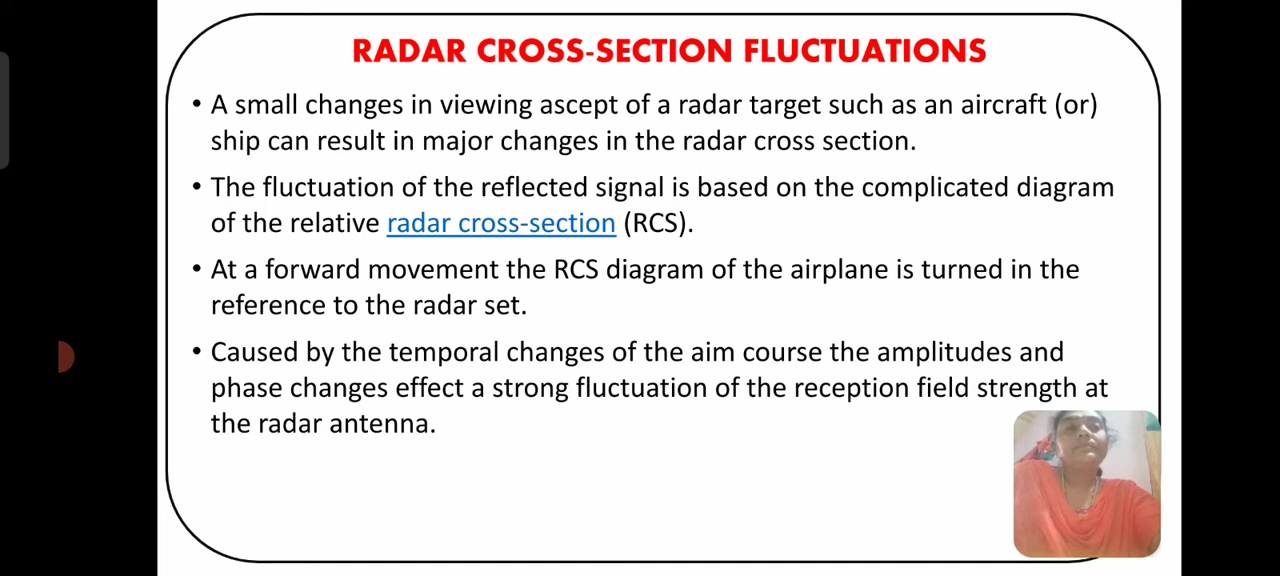 RADAR CROSS-SECTION FLUCTUATIONS
• A small changes in viewing ascept of a radar target such as an aircraft (or)
ship can result in major changes in the radar cross section.
• The fluctuation of the reflected signal is based on the complicated diagram
of the relative radar cross-section (RCS).
• At a forward movement the RCS diagram of the airplane is turned in the
reference to the radar set.
• Caused by the temporal changes of the aim course the amplitudes and
phase changes effect a strong fluctuation of the reception field strength at
the radar antenna.